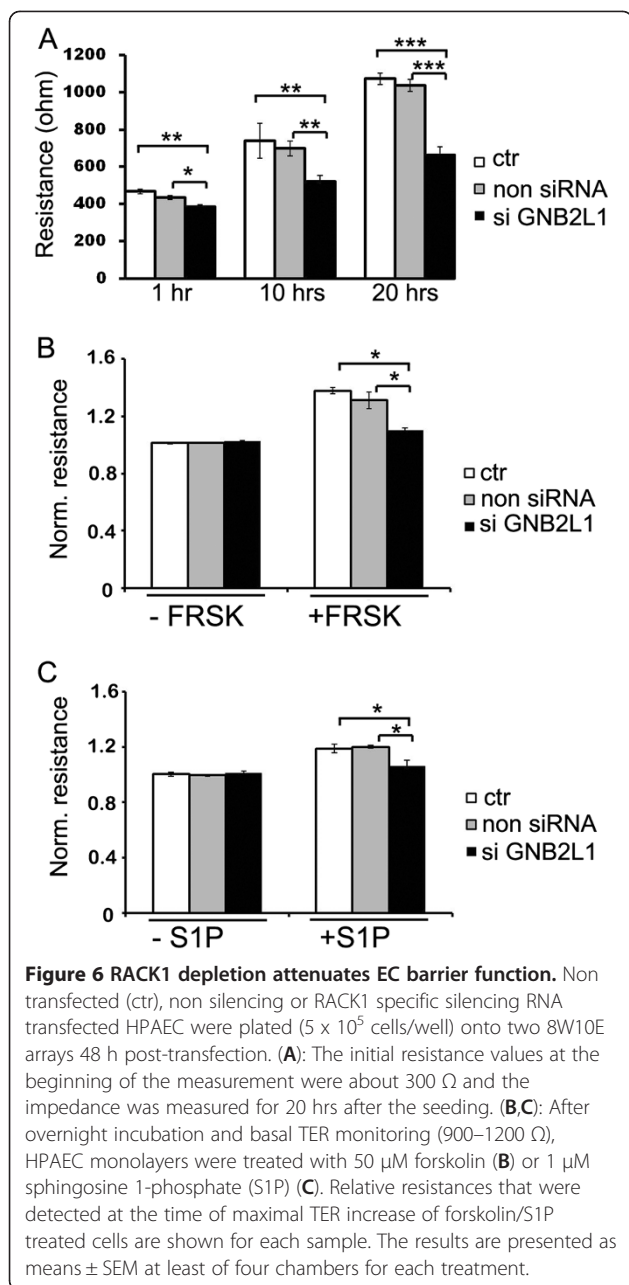 A
Resistance (ohm)
1200
1000
800
600
400
200
0
** * ** ** *** ***
1 hr 10 hrs 20 hrs
ctr
non siRNA
si GNB2L1
B
Norm. resistance
1.6
1.2
0.8
0.4
0
* *
- FRSK +FRSK
ctr
non siRNA
si GNB2L1
C
Norm. resistance
1.6
1.2
0.8
0.4
0
* *
- S1P +S1P
ctr
non siRNA
si GNB2L1
Figure 6 RACK1 depletion attenuates EC barrier function. Non
transfected (ctr), non silencing or RACK1 specific silencing RNA
transfected HPAEC were plated (5 x 10⁵ cells/well) onto two 8W10E
arrays 48 h post-transfection. (A): The initial resistance values at the
beginning of the measurement were about 300 Ω and the
impedance was measured for 20 hrs after the seeding. (B,C): After
overnight incubation and basal TER monitoring (900–1200 Ω),
HPAEC monolayers were treated with 50 μM forskolin (B) or 1 μM
sphingosine 1-phosphate (S1P) (C). Relative resistances that were
detected at the time of maximal TER increase of forskolin/S1P
treated cells are shown for each sample. The results are presented as
means ± SEM at least of four chambers for each treatment.